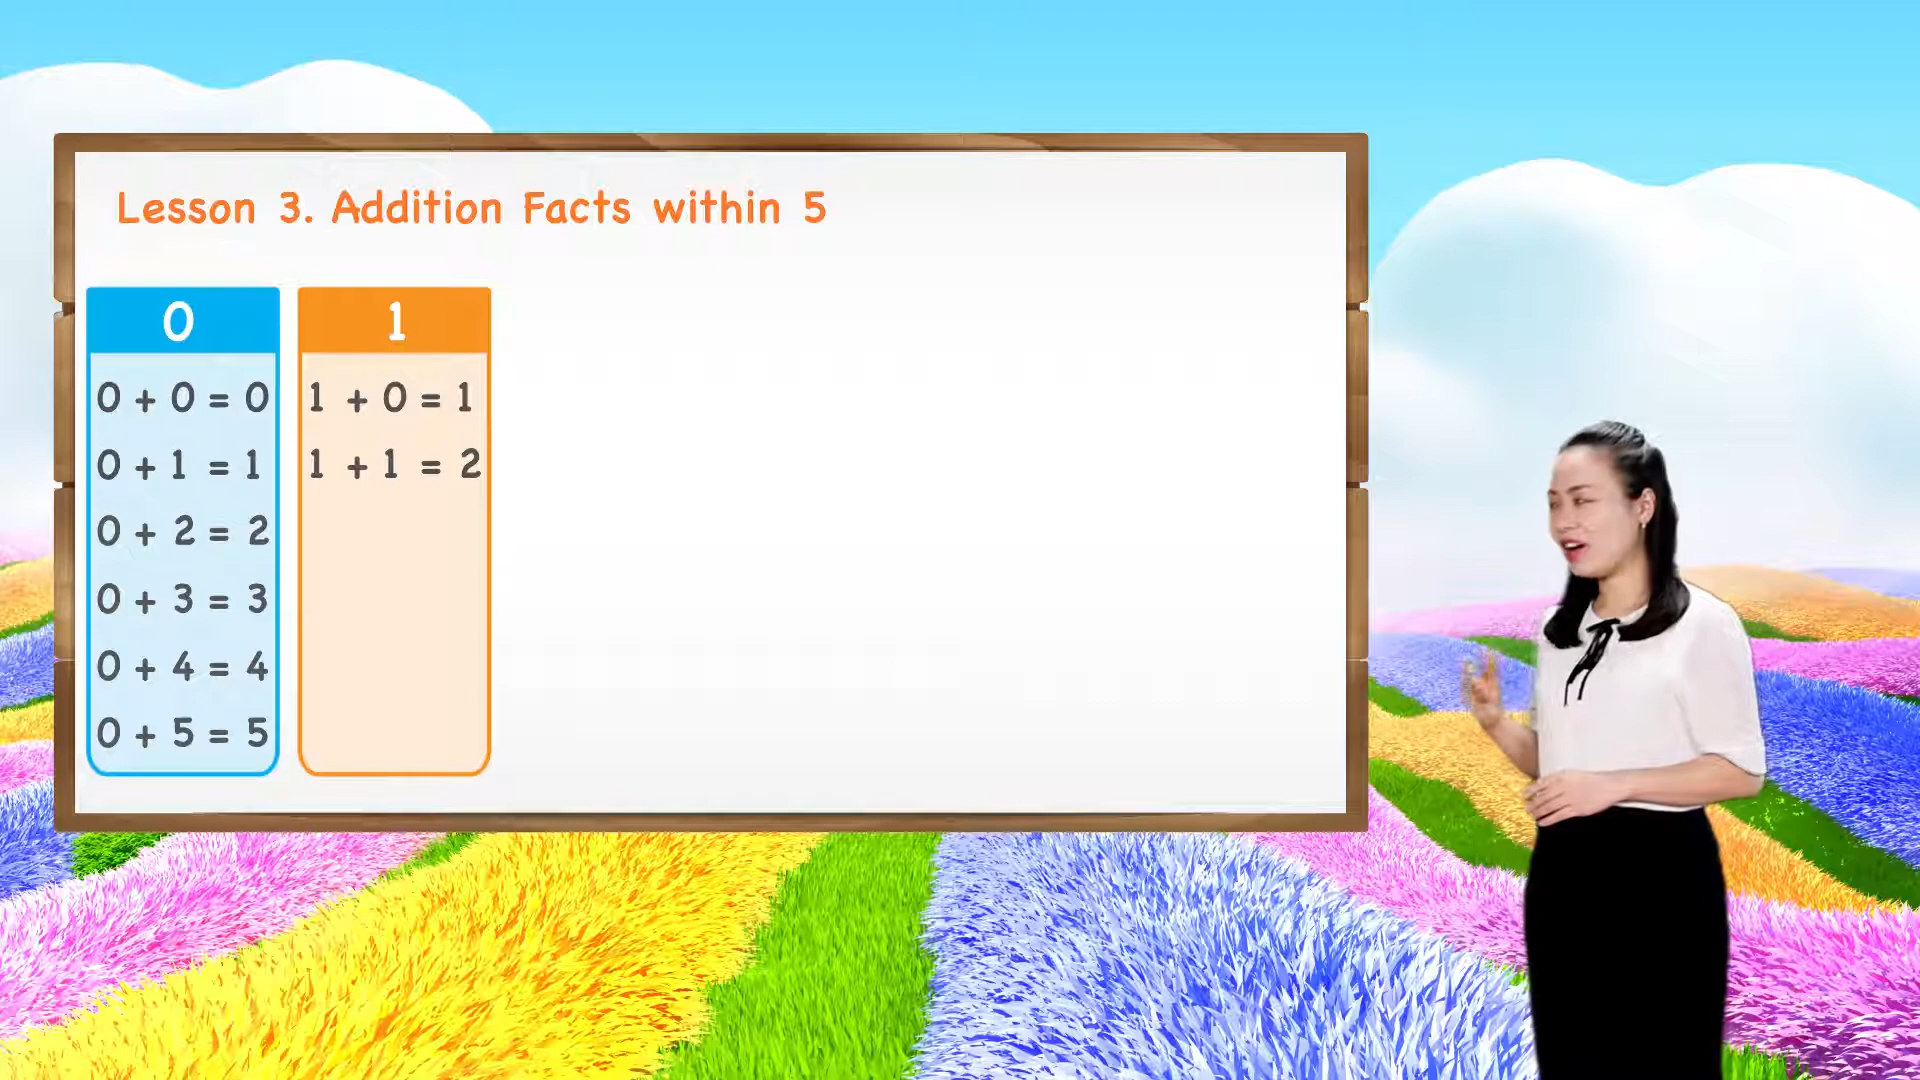 Lesson 3. Addition Facts within 5
0
0 + 0 = 0
0 + 1 = 1
0 + 2 = 2
0 + 3 = 3
0 + 4 = 4
0 + 5 = 5
1
1 + 0 = 1
1 + 1 = 2